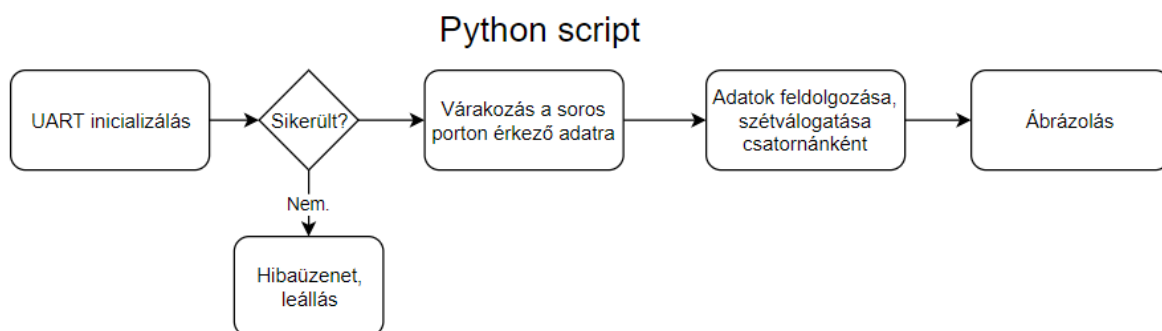 Python script
UART inicializálás
Sikerült?
Várakozás a soros
porton érkező adatra
Adatok feldolgozása,
szétválogatása
csatornánként
Ábrázolás
Nem.
Hibaüzenet,
leállás